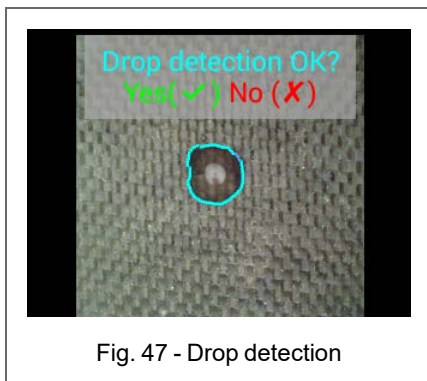 Drop detection OK?
Yes(✓) No (✗)
Fig. 47 - Drop detection